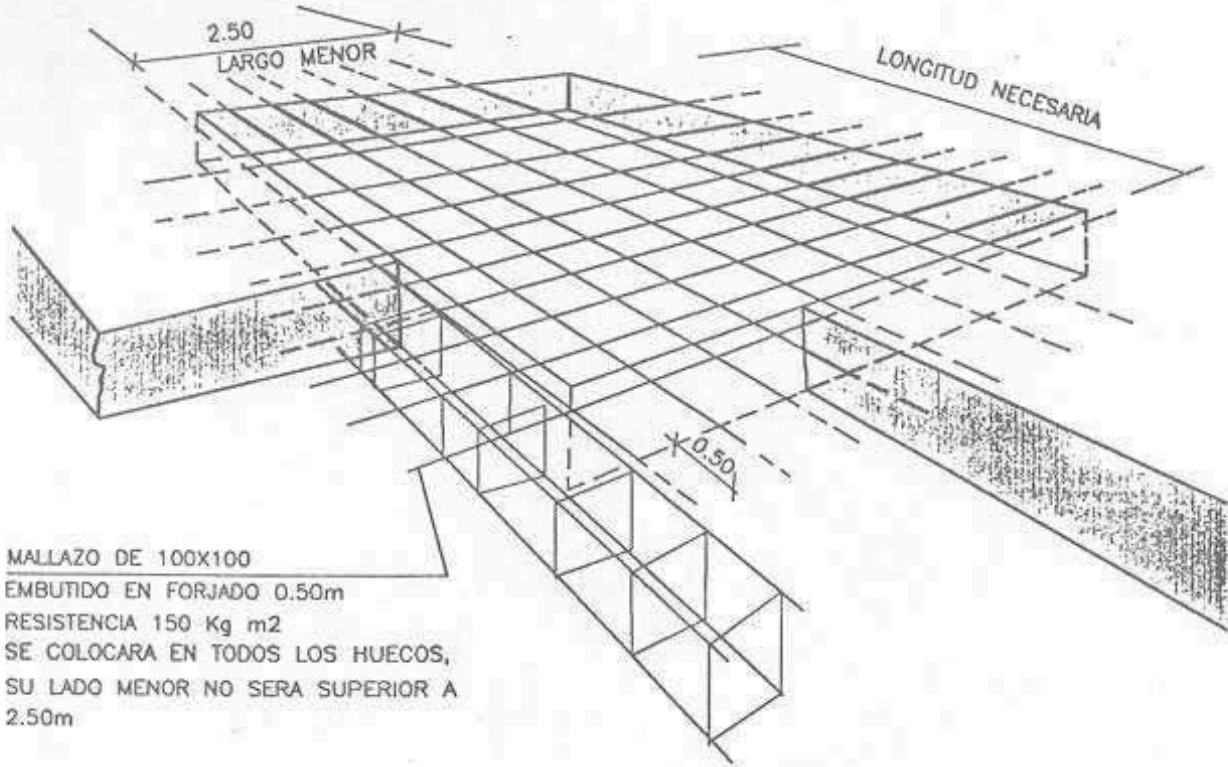 2.50
LARGO MENOR
LONGITUD NECESARIA
0.50
MALLAZO DE 100X100
EMBUTIDO EN FORJADO 0.50m
RESISTENCIA 150 Kg m2
SE COLOCARA EN TODOS LOS HUECOS,
SU LADO MENOR NO SERA SUPERIOR A
2.50m